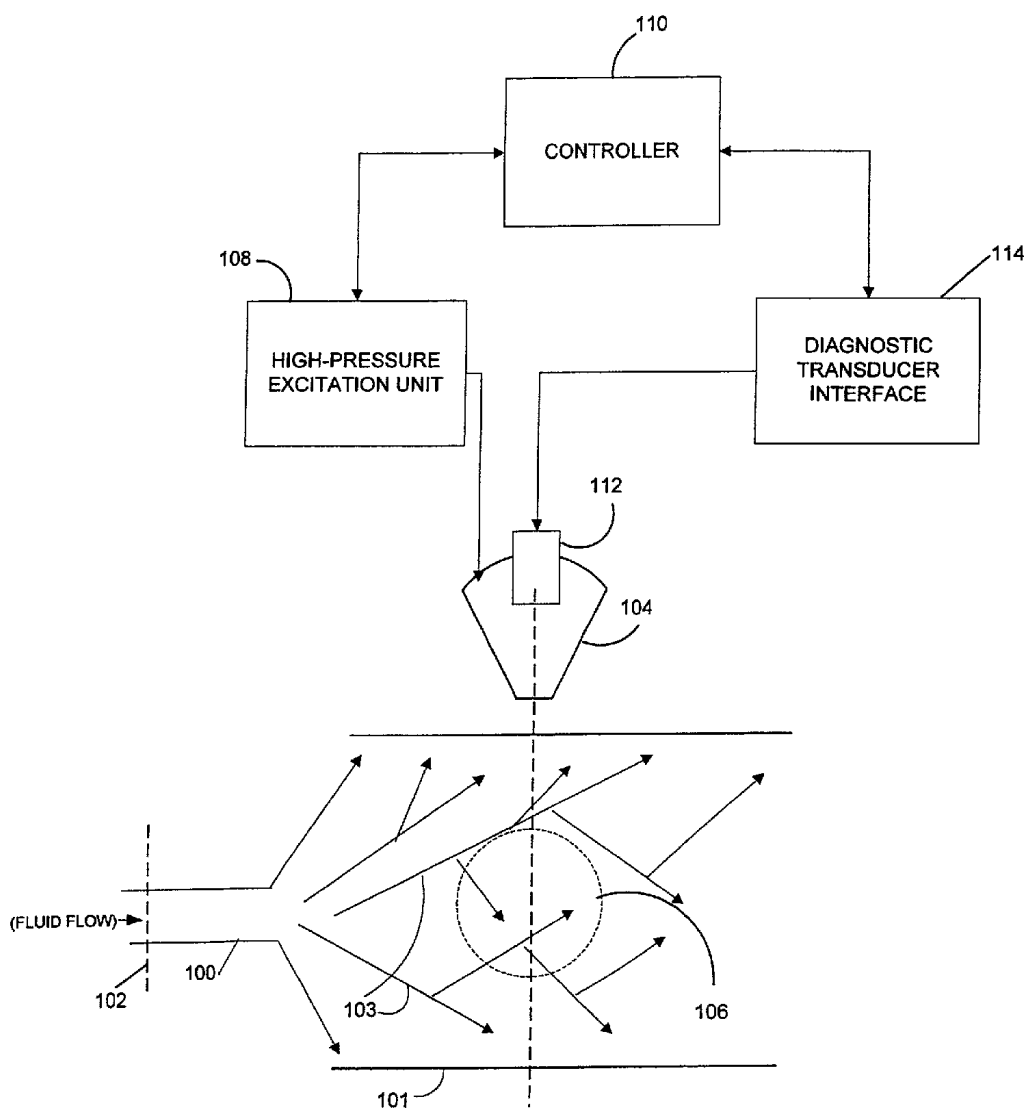 110
CONTROLLER
108
114
HIGH-PRESSURE
EXCITATION UNIT
DIAGNOSTIC
TRANSDUCER
INTERFACE
112
104
(FLUID FLOW)
102
100
103
106
101